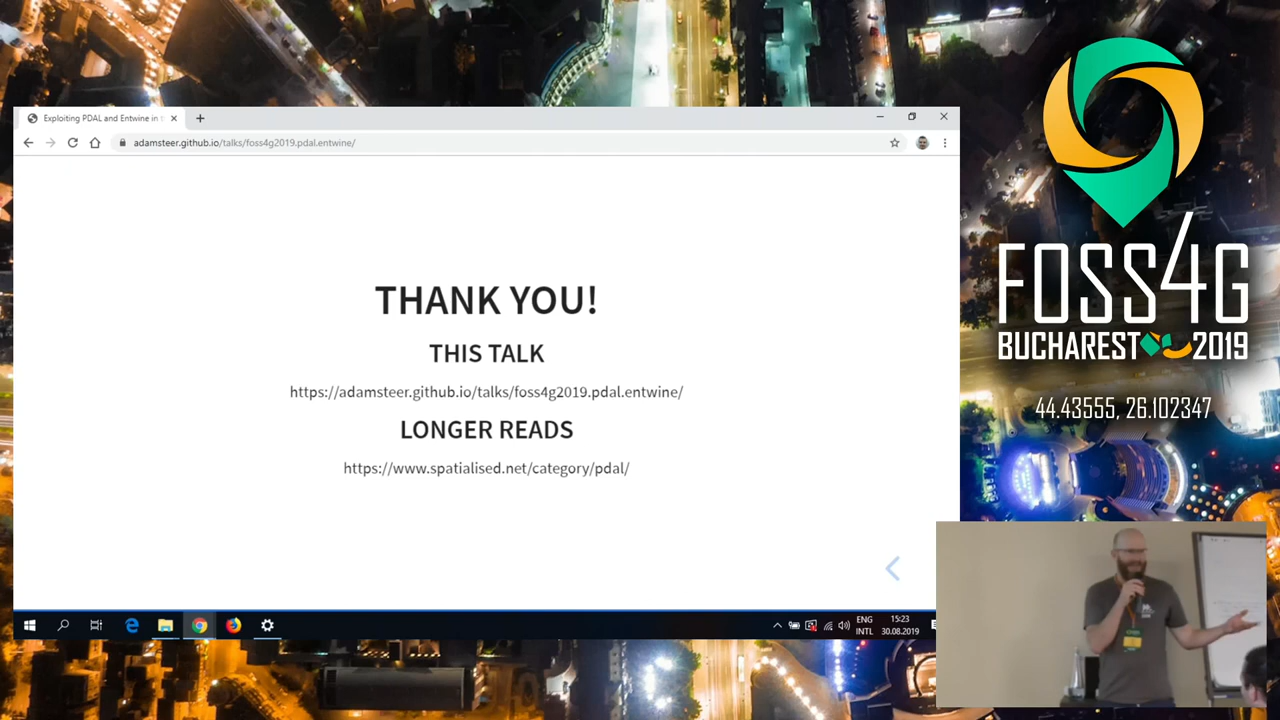 Exploiting PDAL and Entwine in t
adamsteer.github.io/talks/foss4g2019.pdal.entwine/
THANK YOU!
THIS TALK
https://adamsteer.github.io/talks/foss4g2019.pdal.entwine/
LONGER READS
https://www.spatialised.net/category/pdal/
ENG
INTL
15:23
30.08.2019
FOSS4G
BUCHAREST 2019
44.43555, 26.102347